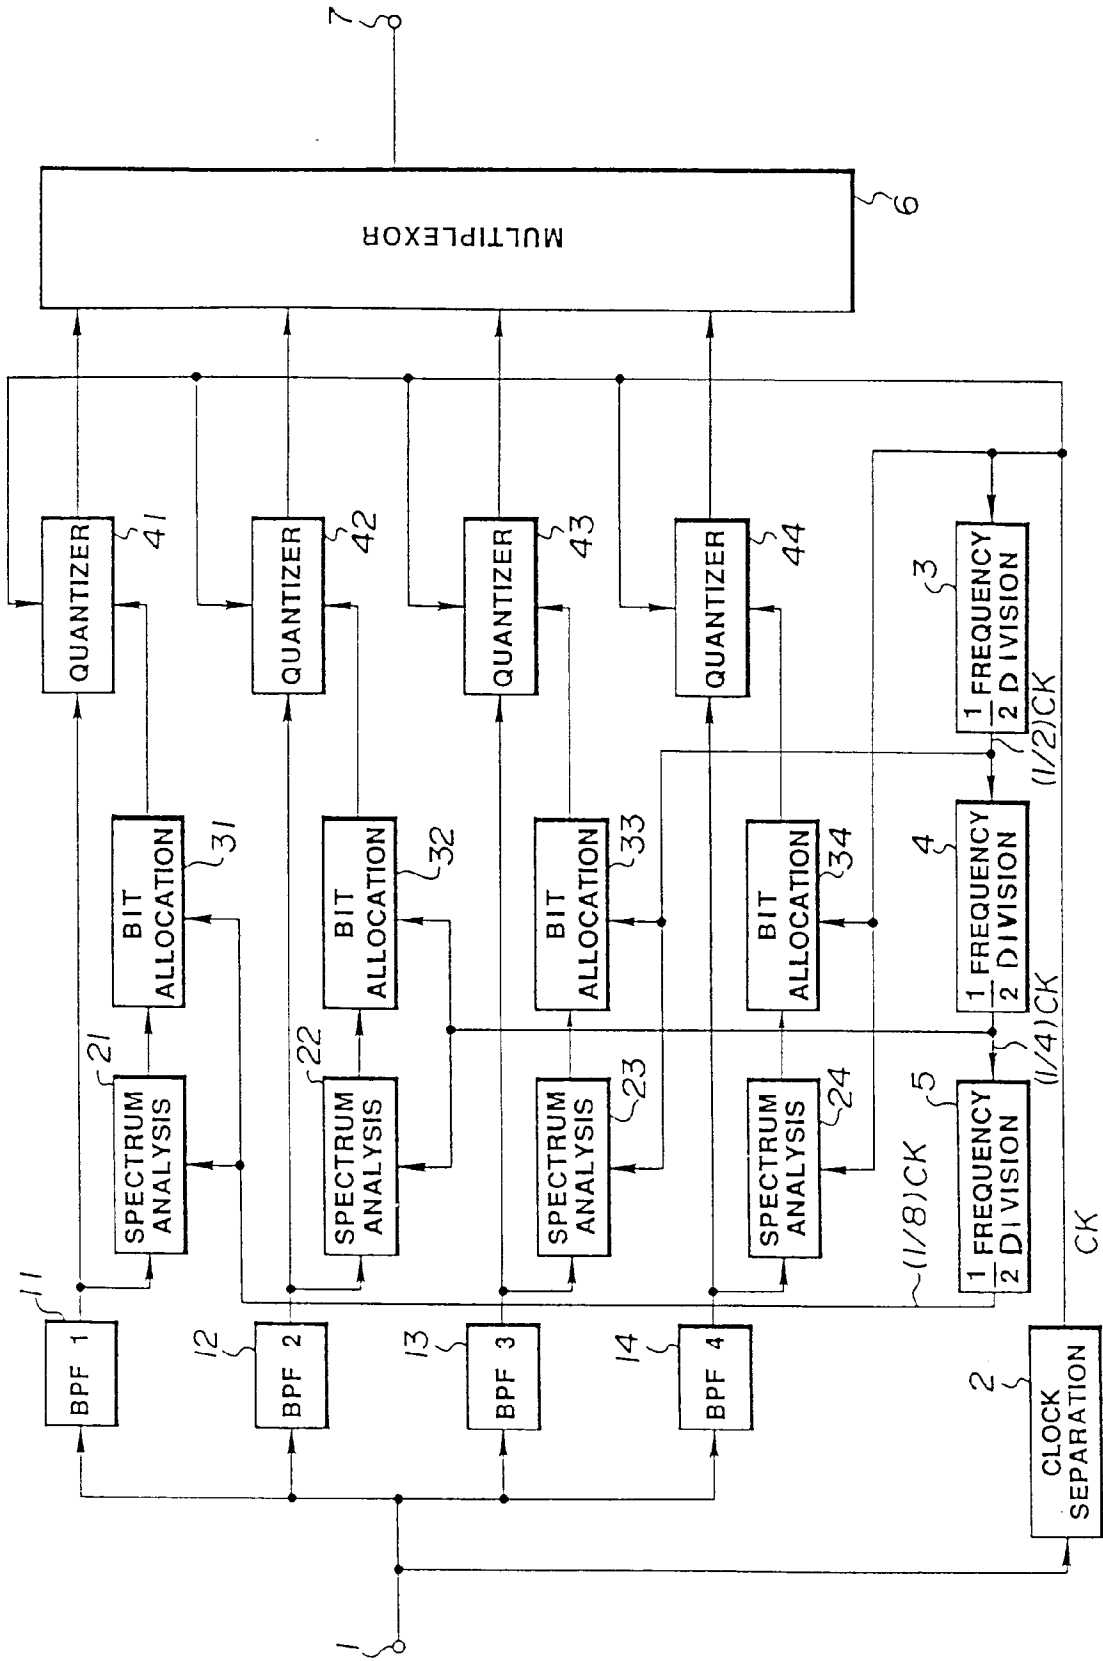 1
11
BPF 1
21
SPECTRUM
ANALYSIS
31
BIT
ALLOCATION
41
QUANTIZER
12
BPF 2
22
SPECTRUM
ANALYSIS
32
BIT
ALLOCATION
42
QUANTIZER
13
BPF 3
23
SPECTRUM
ANALYSIS
33
BIT
ALLOCATION
43
QUANTIZER
14
BPF 4
24
SPECTRUM
ANALYSIS
34
BIT
ALLOCATION
44
QUANTIZER
MULTIPLEXOR
6
7
2
CLOCK
SEPARATION
CK
(1/8)CK
5
1 FREQUENCY
2 DIVISION
(1/4)CK
4
1 FREQUENCY
2 DIVISION
(1/2)CK
3
1 FREQUENCY
2 DIVISION